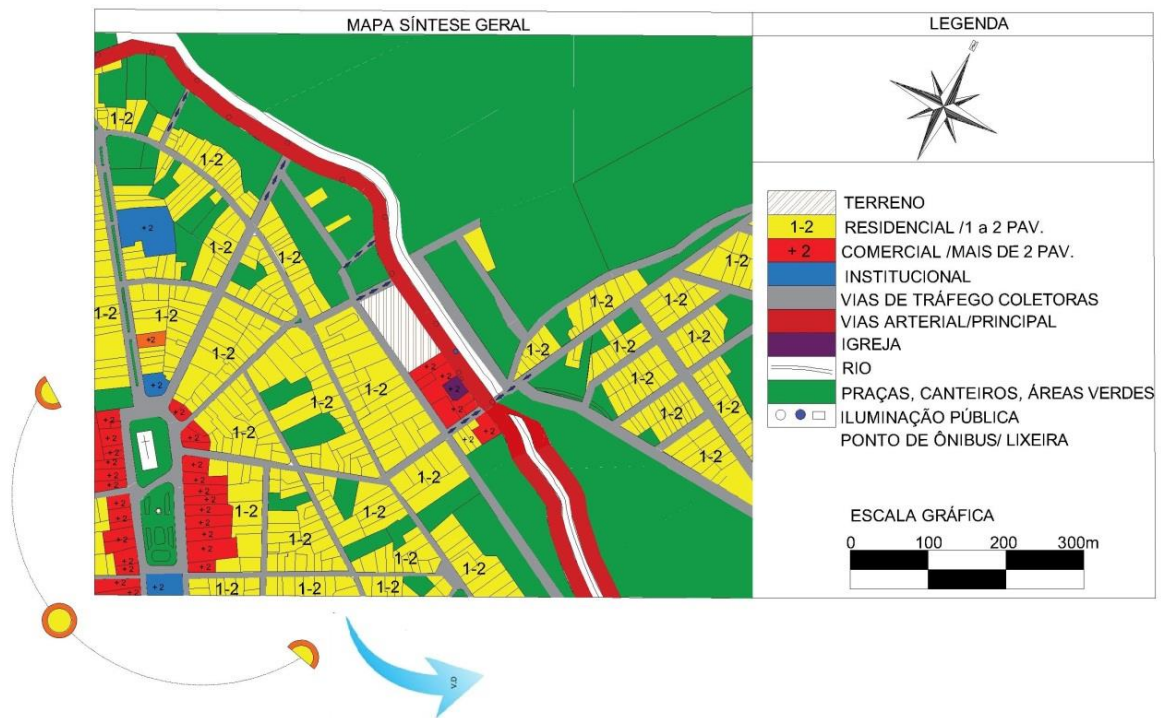 MAPA SÍNTESE GERAL
LEGENDA
N
TERRENO
1-2 RESIDENCIAL /1 a 2 PAV.
+ 2 COMERCIAL /MAIS DE 2 PAV.
INSTITUCIONAL
VIAS DE TRÁFEGO COLETORAS
VIAS ARTERIAL/PRINCIPAL
IGREJA
RIO
PRAÇAS, CANTEIROS, ÁREAS VERDES
ILUMINAÇÃO PÚBLICA
PONTO DE ÔNIBUS/ LIXEIRA
ESCALA GRÁFICA
0 100 200 300m
1-2
1-2
+ 2
1-2
1-2
1-2
1-2
1-2
+ 2
1-2
1-2
1-2
1-2
1-2
1-2
+ 2
+ 2
+ 2
+ 2
+ 2
1-2
1-2
1-2
1-2
+ 2
+ 2
+ 2
1-2
1-2
1-2
1-2
1-2
1-2
+ 2
1-2
1-2
1-2
1-2
V.D